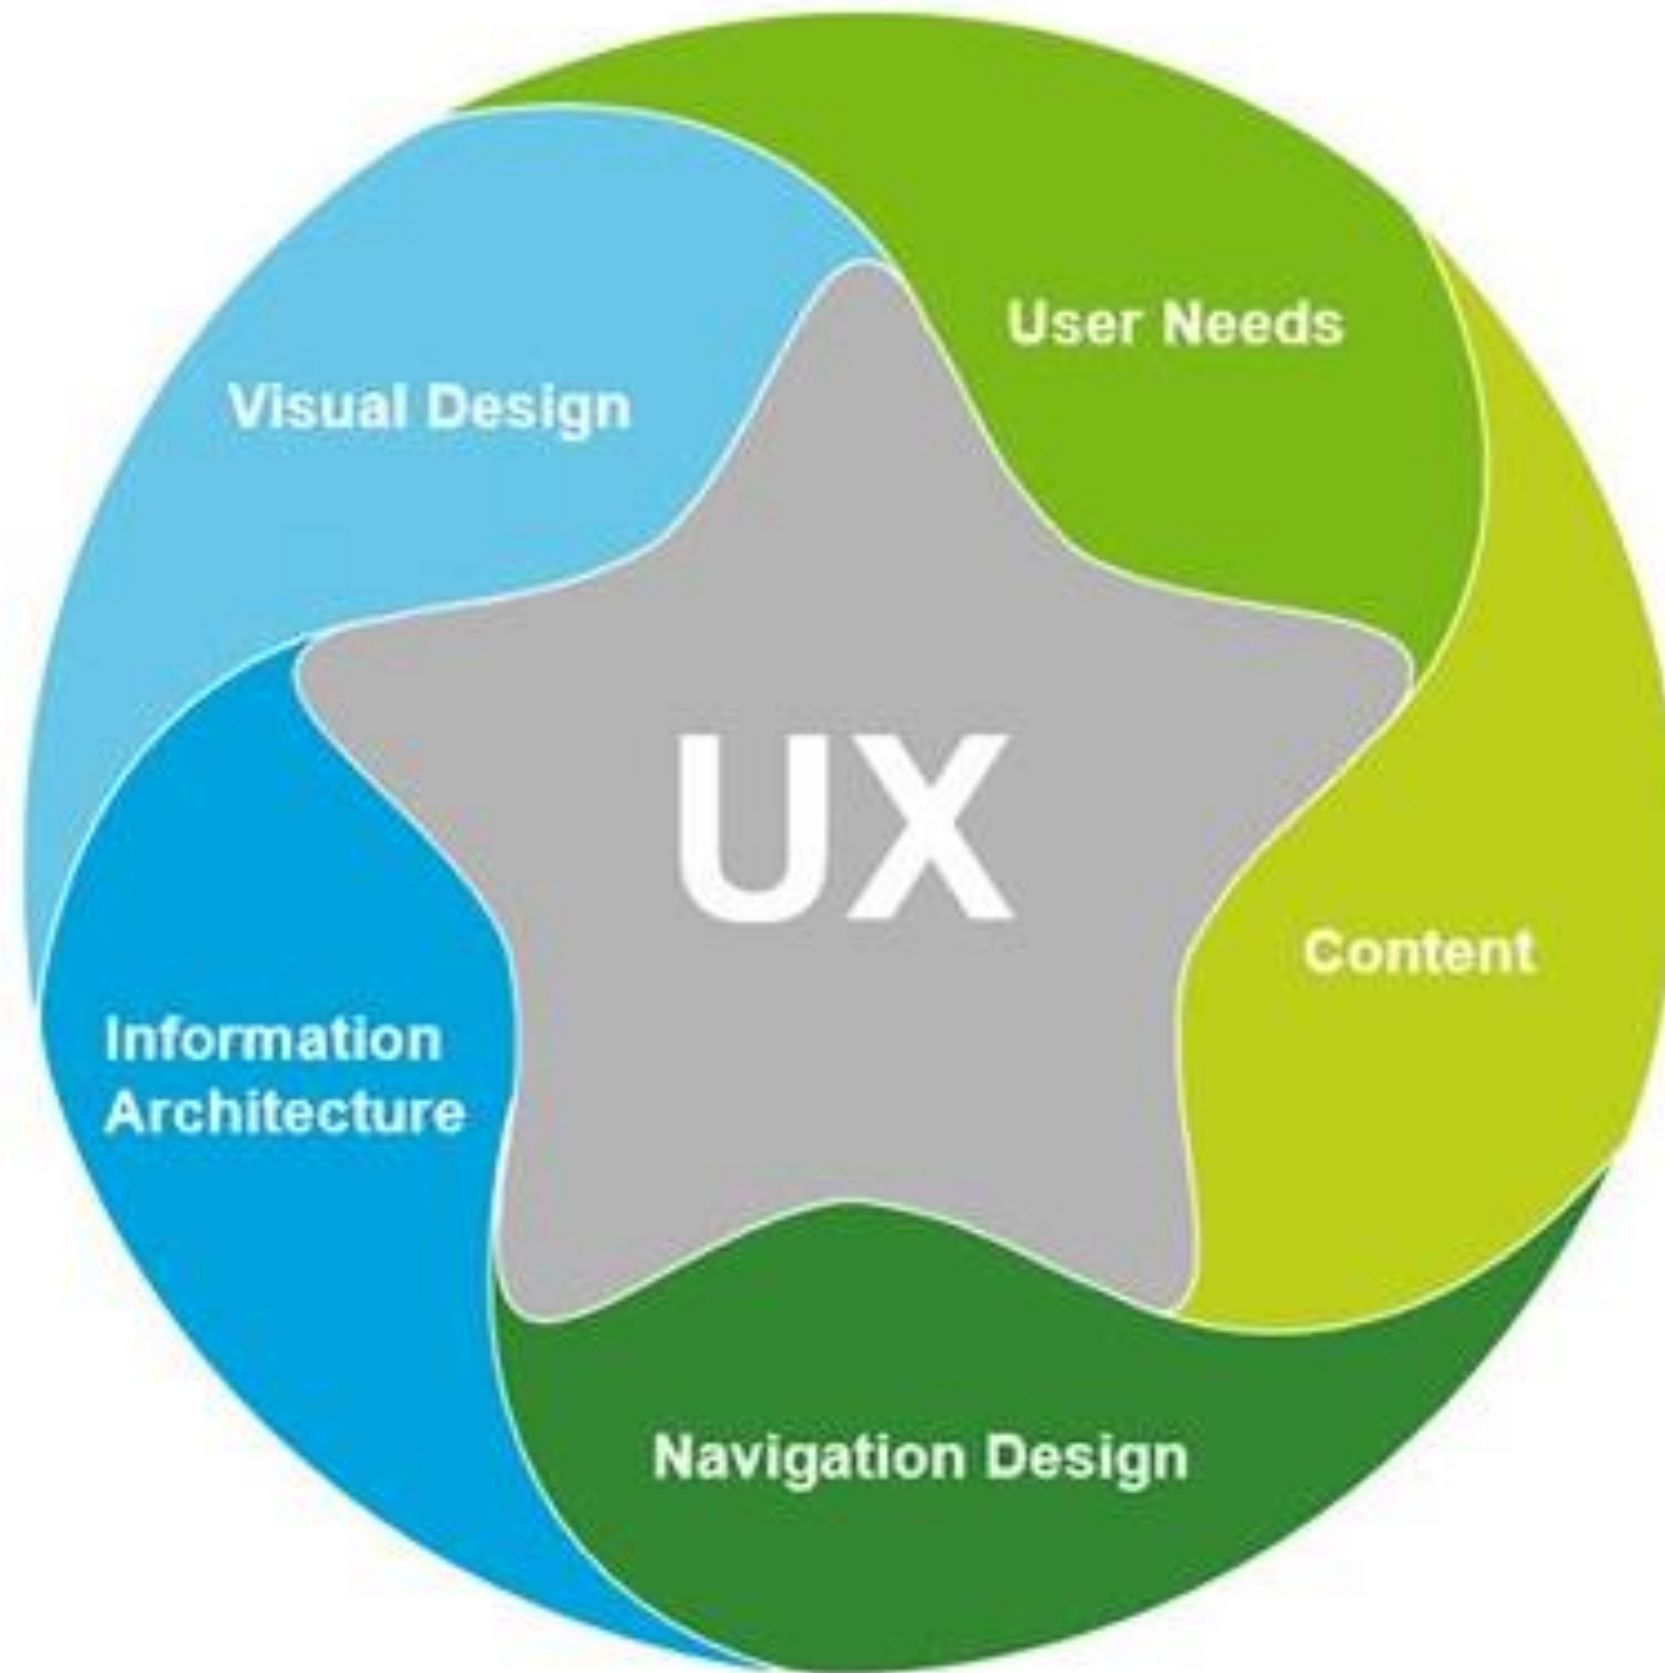 User Needs
Visual Design
UX
Content
Information
Architecture
Navigation Design